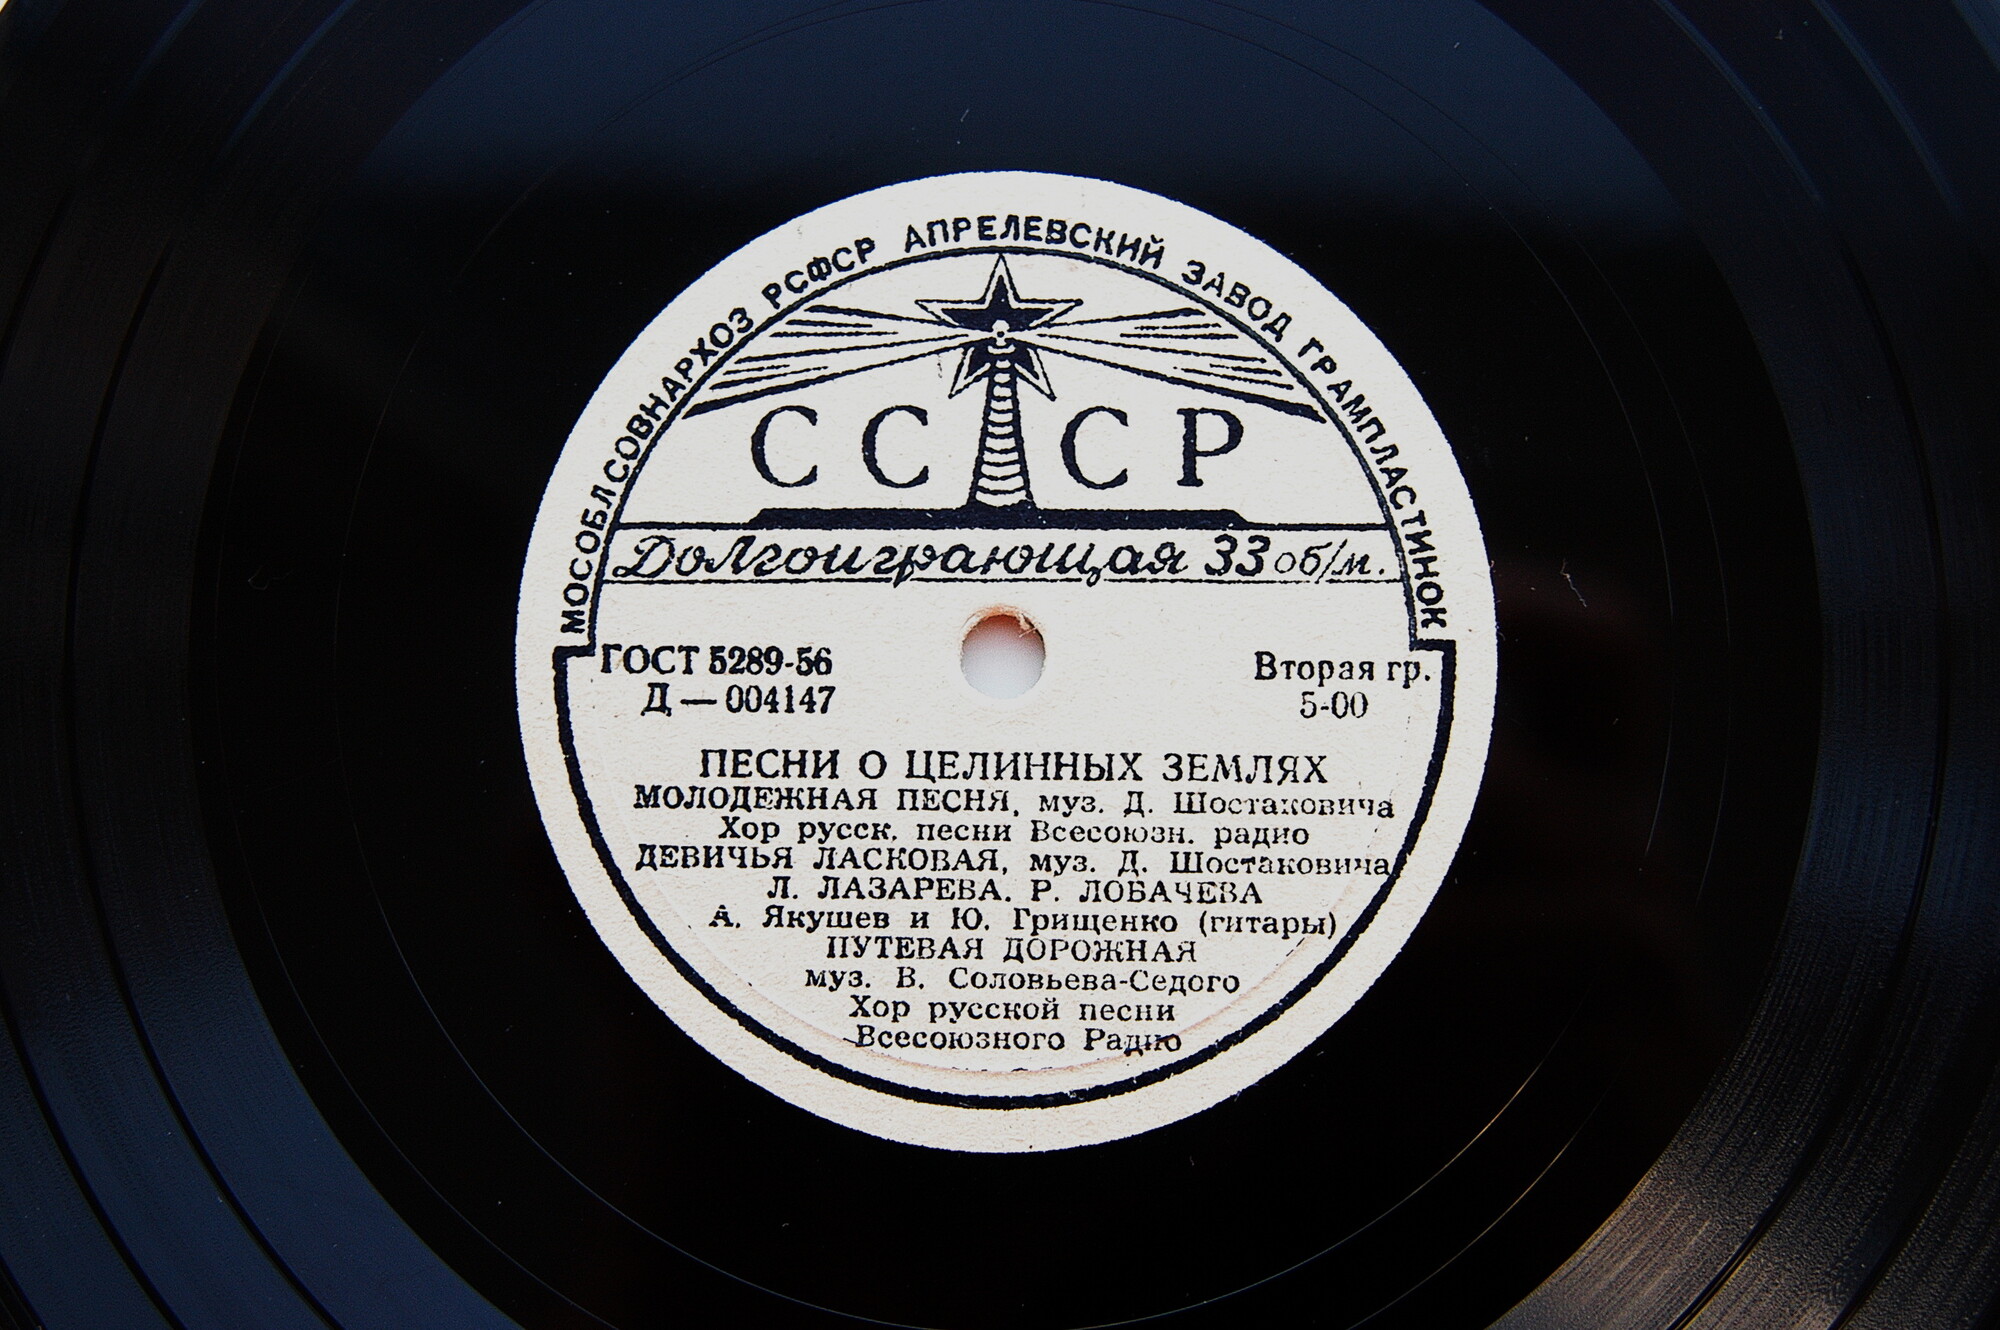 МОСОБЛСОВНАРХОЗ РСФСР АПРЕЛЕВСКИЙ ЗАВОД ГРАМПЛАСТИНОК
СССР
Долгоиграющая 33 об/м.
ГОСТ 5289-56
Д — 004147
Вторая гр.
5-00
ПЕСНИ О ЦЕЛИННЫХ ЗЕМЛЯХ
МОЛОДЕЖНАЯ ПЕСНЯ, муз. Д. Шостаковича
Хор русск. песни Всесоюзн. радио
ДЕВИЧЬЯ ЛАСКОВАЯ, муз. Д. Шостаковича
Л. ЛАЗАРЕВА. Р. ЛОБАЧЕВА
А. Якушев и Ю. Грищенко (гитары)
ПУТЕВАЯ ДОРОЖНАЯ
муз. В. Соловьева-Седого
Хор русской песни
Всесоюзного Радио